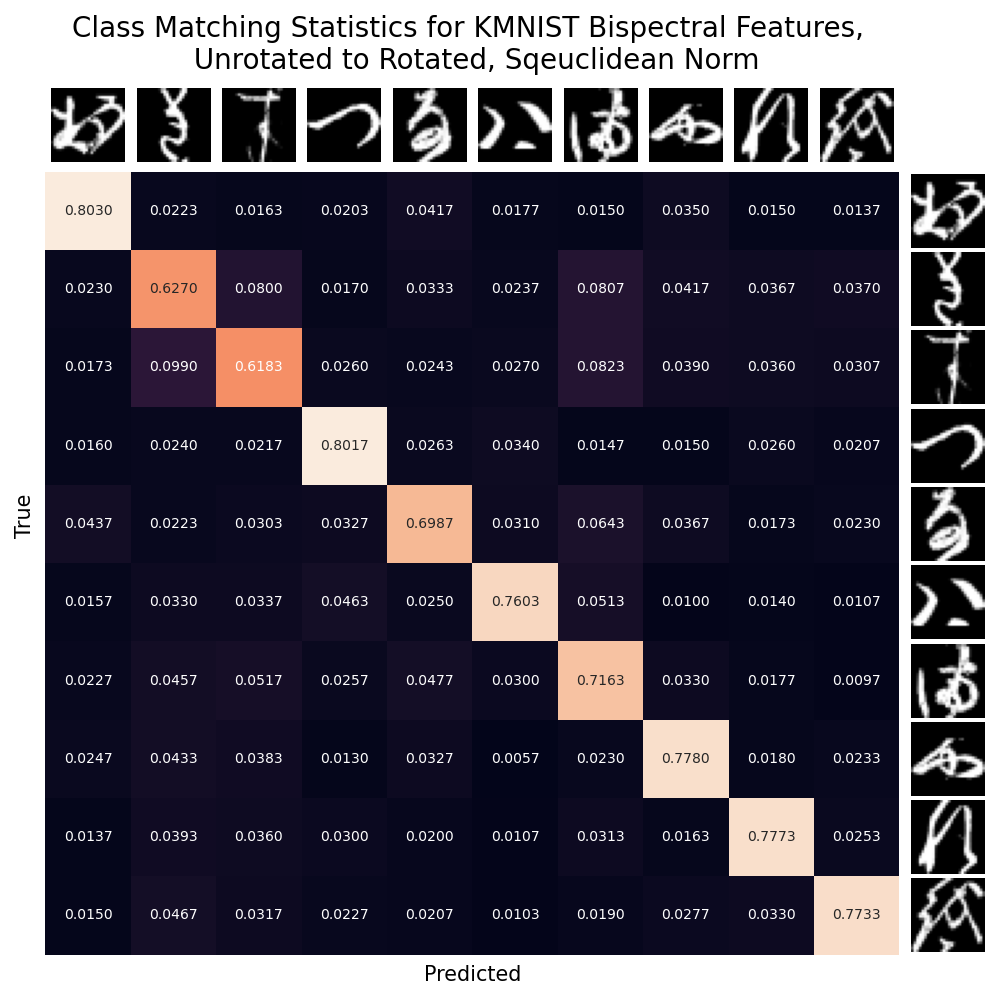 Class Matching Statistics for KMNIST Bispectral Features,
Unrotated to Rotated, Sqeuclidean Norm
お き す つ な は ま や れ を
0.8030 0.0223 0.0163 0.0203 0.0417 0.0177 0.0150 0.0350 0.0150 0.0137
0.0230 0.6270 0.0800 0.0170 0.0333 0.0237 0.0807 0.0417 0.0367 0.0370
0.0173 0.0990 0.6183 0.0260 0.0243 0.0270 0.0823 0.0390 0.0360 0.0307
0.0160 0.0240 0.0217 0.8017 0.0263 0.0340 0.0147 0.0150 0.0260 0.0207
True
0.0437 0.0223 0.0303 0.0327 0.6987 0.0310 0.0643 0.0367 0.0173 0.0230
0.0157 0.0330 0.0337 0.0463 0.0250 0.7603 0.0513 0.0100 0.0140 0.0107
0.0227 0.0457 0.0517 0.0257 0.0477 0.0300 0.7163 0.0330 0.0177 0.0097
0.0247 0.0433 0.0383 0.0130 0.0327 0.0057 0.0230 0.7780 0.0180 0.0233
0.0137 0.0393 0.0360 0.0300 0.0200 0.0107 0.0313 0.0163 0.7773 0.0253
0.0150 0.0467 0.0317 0.0227 0.0207 0.0103 0.0190 0.0277 0.0330 0.7733
Predicted